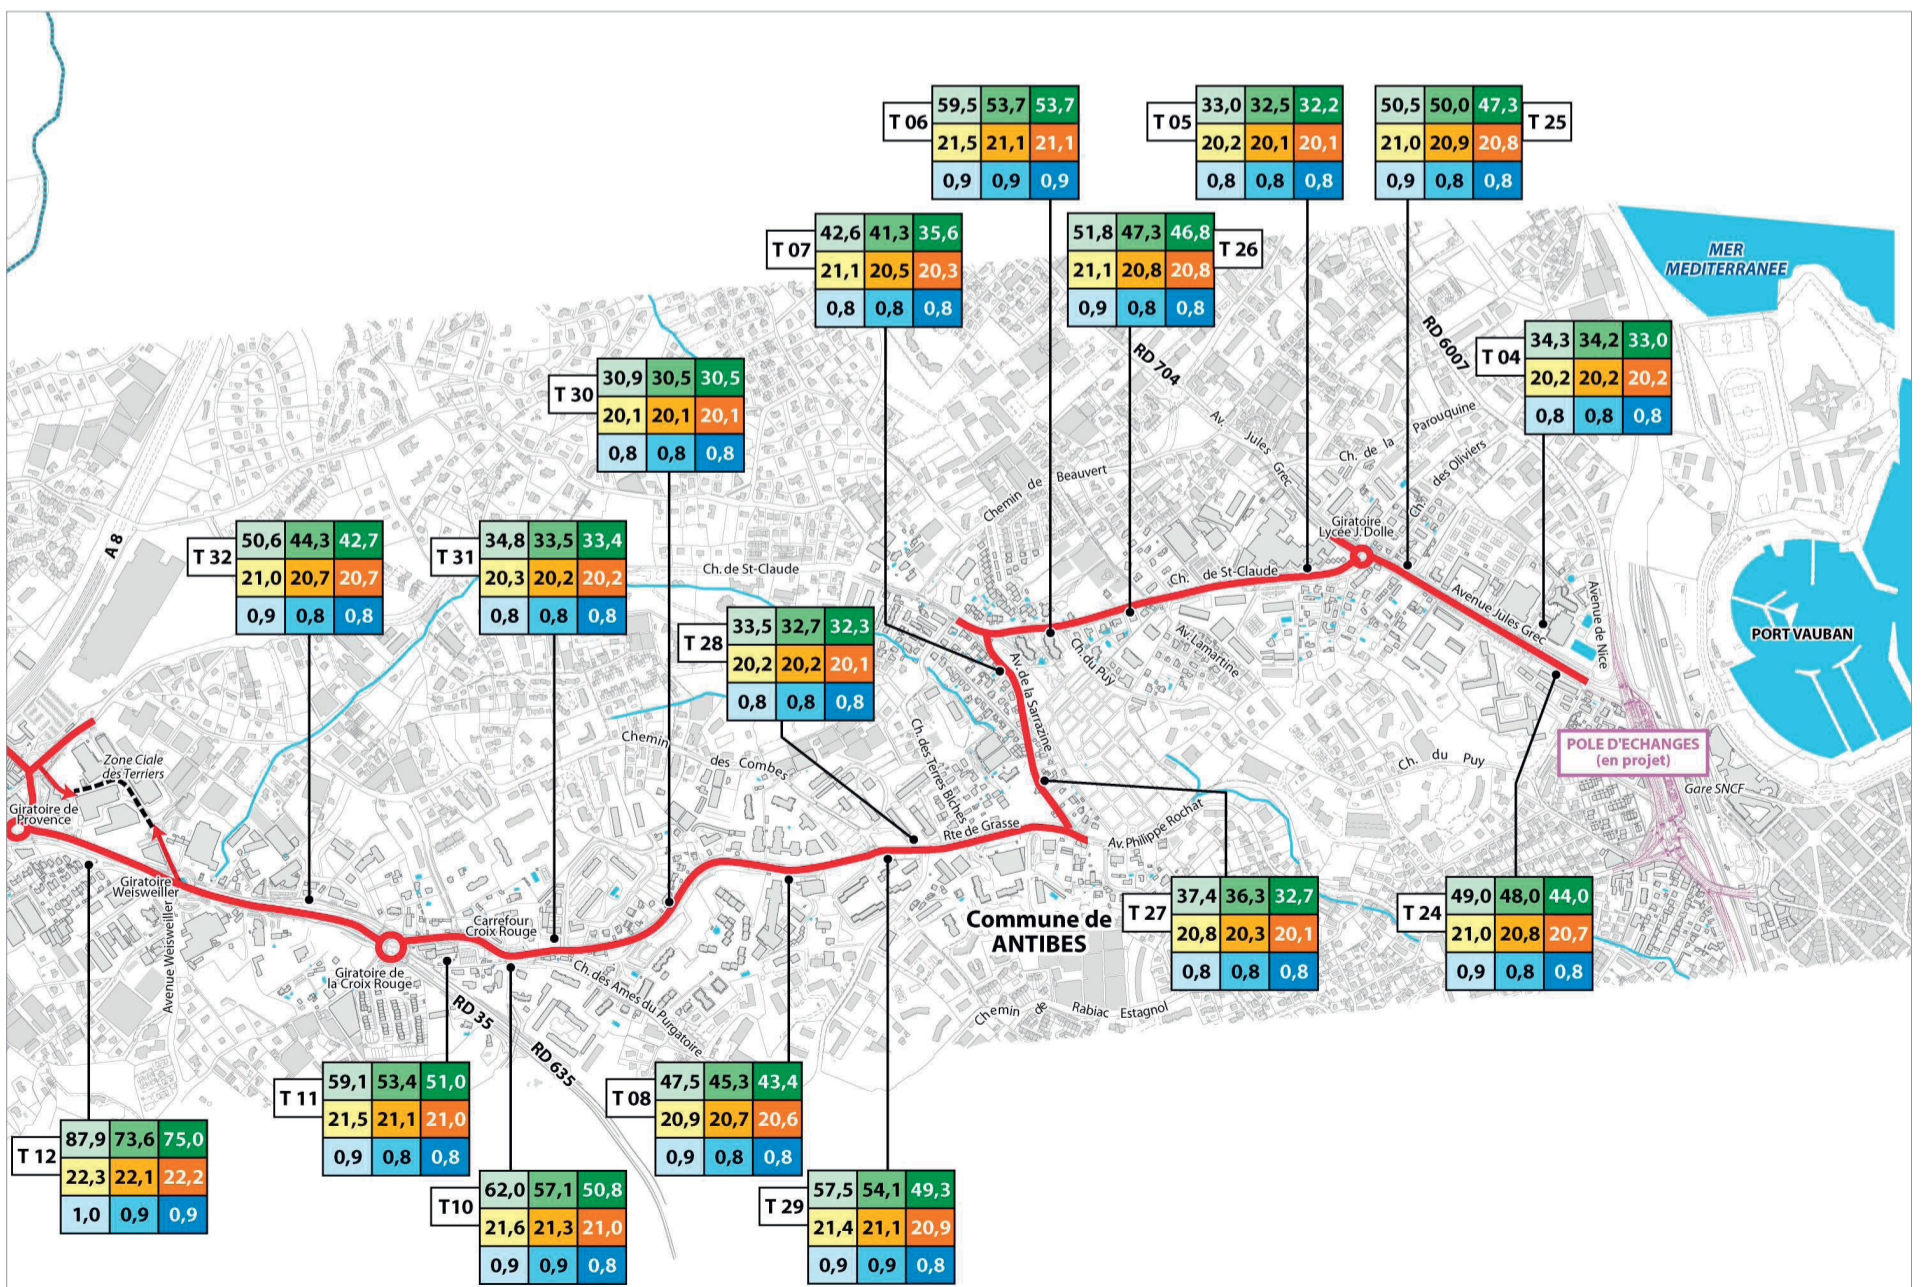 T 06
59,5 53,7 53,7
21,5 21,1 21,1
0,9 0,9 0,9
T 05
33,0 32,5 32,2
20,2 20,1 20,1
0,8 0,8 0,8
T 25
50,5 50,0 47,3
21,0 20,9 20,8
0,9 0,8 0,8
T 07
42,6 41,3 35,6
21,1 20,5 20,3
0,8 0,8 0,8
T 26
51,8 47,3 46,8
21,1 20,8 20,8
0,9 0,8 0,8
MER
MEDITERRANEE
RD 6007
RD 704
T 04
34,3 34,2 33,0
20,2 20,2 20,2
0,8 0,8 0,8
T 30
30,9 30,5 30,5
20,1 20,1 20,1
0,8 0,8 0,8
Av. Jules Grec
Ch. de la Parouquine
Ch. des Oliviers
Chemin de Beauvert
Giratoire
Lycée J. Dolle
A 8
T 32
50,6 44,3 42,7
21,0 20,7 20,7
0,9 0,8 0,8
T 31
34,8 33,5 33,4
20,3 20,2 20,2
0,8 0,8 0,8
Ch. de St-Claude
Ch. de St-Claude
Avenue Jules Grec
Avenue de Nice
PORT VAUBAN
T 28
33,5 32,7 32,3
20,2 20,2 20,1
0,8 0,8 0,8
Av. Lamartine
Ch. du Puy
Av. de la Sarrazine
Chemin des Combes
Ch. des Terres Biches
POLE D'ECHANGES
(en projet)
Ch. du Puy
Gare SNCF
Zone Ciale
des Terriers
Giratoire de
Provence
Rte de Grasse
Av. Philippe Rochat
Giratoire
Weisweiller
Avenue Weisweiller
Carrefour
Croix Rouge
Giratoire de
la Croix Rouge
Commune de
ANTIBES
T 27
37,4 36,3 32,7
20,8 20,3 20,1
0,8 0,8 0,8
T 24
49,0 48,0 44,0
21,0 20,8 20,7
0,9 0,8 0,8
Ch. des Ames du Purgatoire
Chemin de Rabiac Estagnol
RD 35
RD 635
T 11
59,1 53,4 51,0
21,5 21,1 21,0
0,9 0,8 0,8
T 08
47,5 45,3 43,4
20,9 20,7 20,6
0,9 0,8 0,8
T 12
87,9 73,6 75,0
22,3 22,1 22,2
1,0 0,9 0,9
T10
62,0 57,1 50,8
21,6 21,3 21,0
0,9 0,9 0,8
T 29
57,5 54,1 49,3
21,4 21,1 20,9
0,9 0,9 0,8